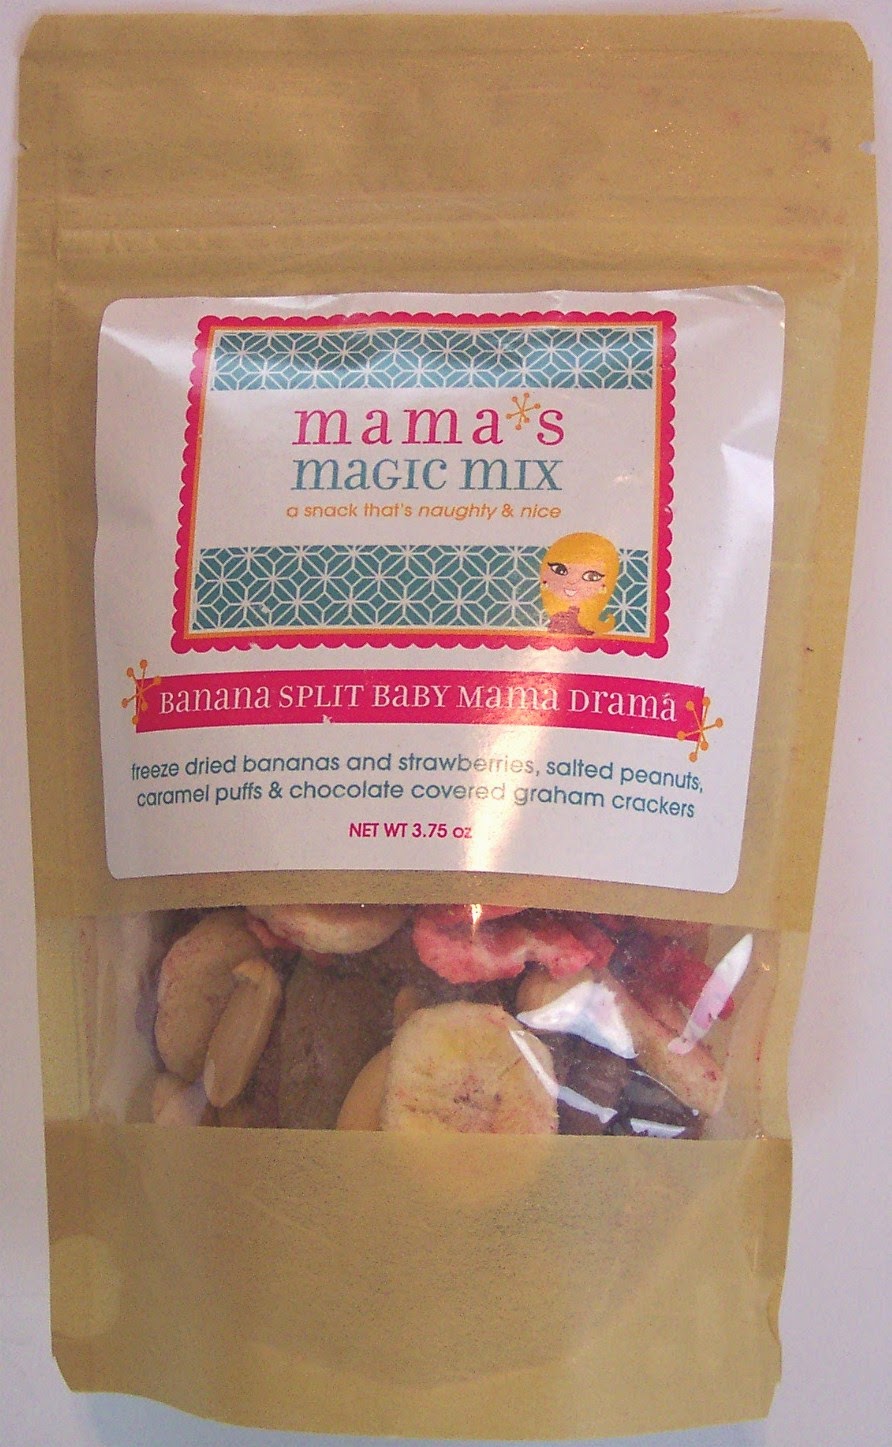 mama's
magic mix
a snack that's naughty & nice
Banana SPLIT BABY Mama Drama
freeze dried bananas and strawberries, salted peanuts,
caramel puffs & chocolate covered graham crackers
NET WT 3.75 oz